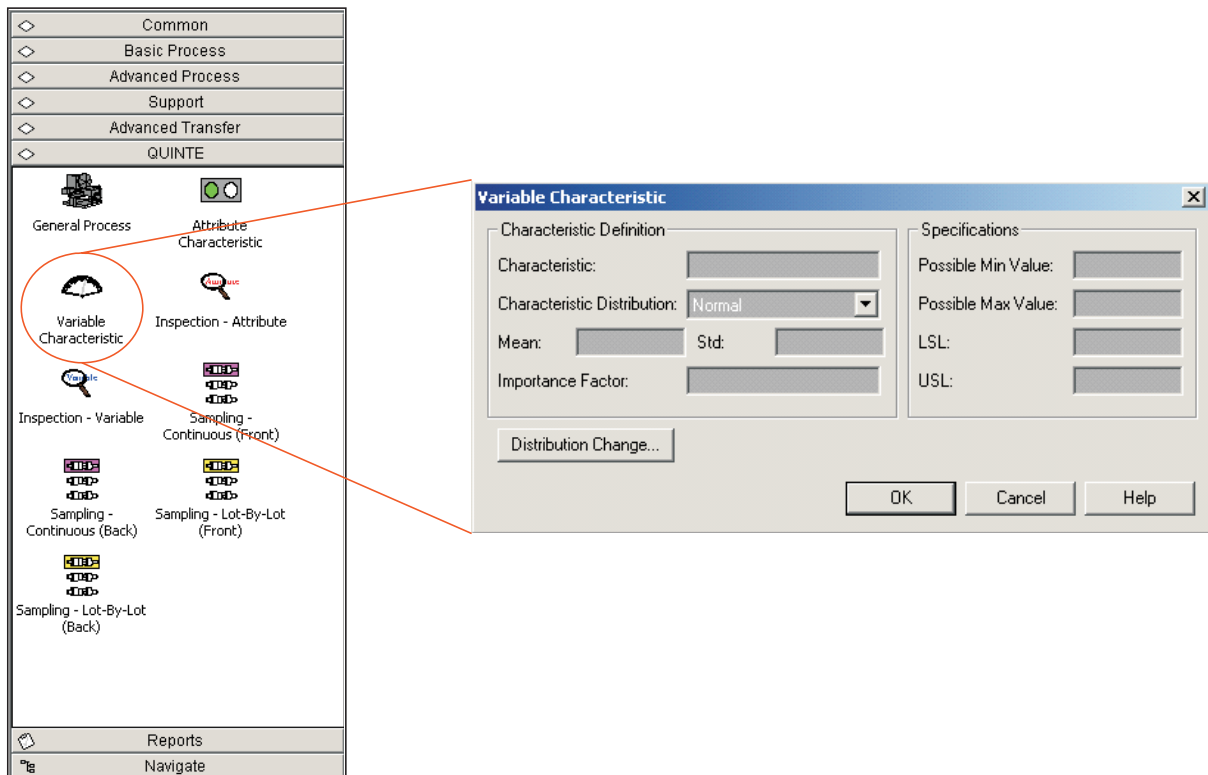 Common
Basic Process
Advanced Process
Support
Advanced Transfer
QUINTE
General Process
Attribute
Characteristic
Variable
Characteristic
Inspection - Attribute
Inspection - Variable
Sampling -
Continuous (Front)
Sampling -
Continuous (Back)
Sampling - Lot-By-Lot
(Front)
Sampling - Lot-By-Lot
(Back)
Reports
Navigate
Variable Characteristic
Characteristic Definition
Characteristic:
Characteristic Distribution: Normal
Mean: Std:
Importance Factor:
Specifications
Possible Min Value:
Possible Max Value:
LSL:
USL:
Distribution Change...
OK Cancel Help